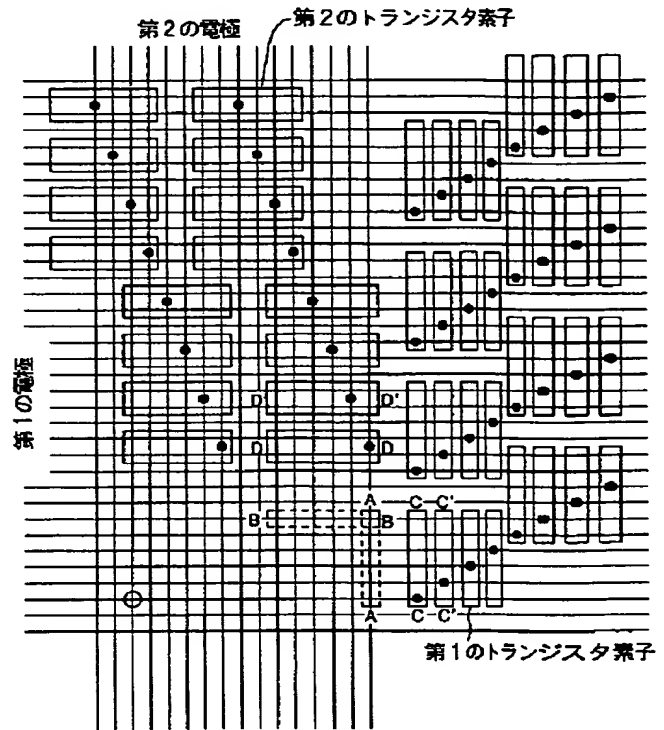 第2の電極
第2のトランジスタ素子
第1の電極
D' D'
D D
A C C'
B B
A C C'
第1のトランジスタ素子